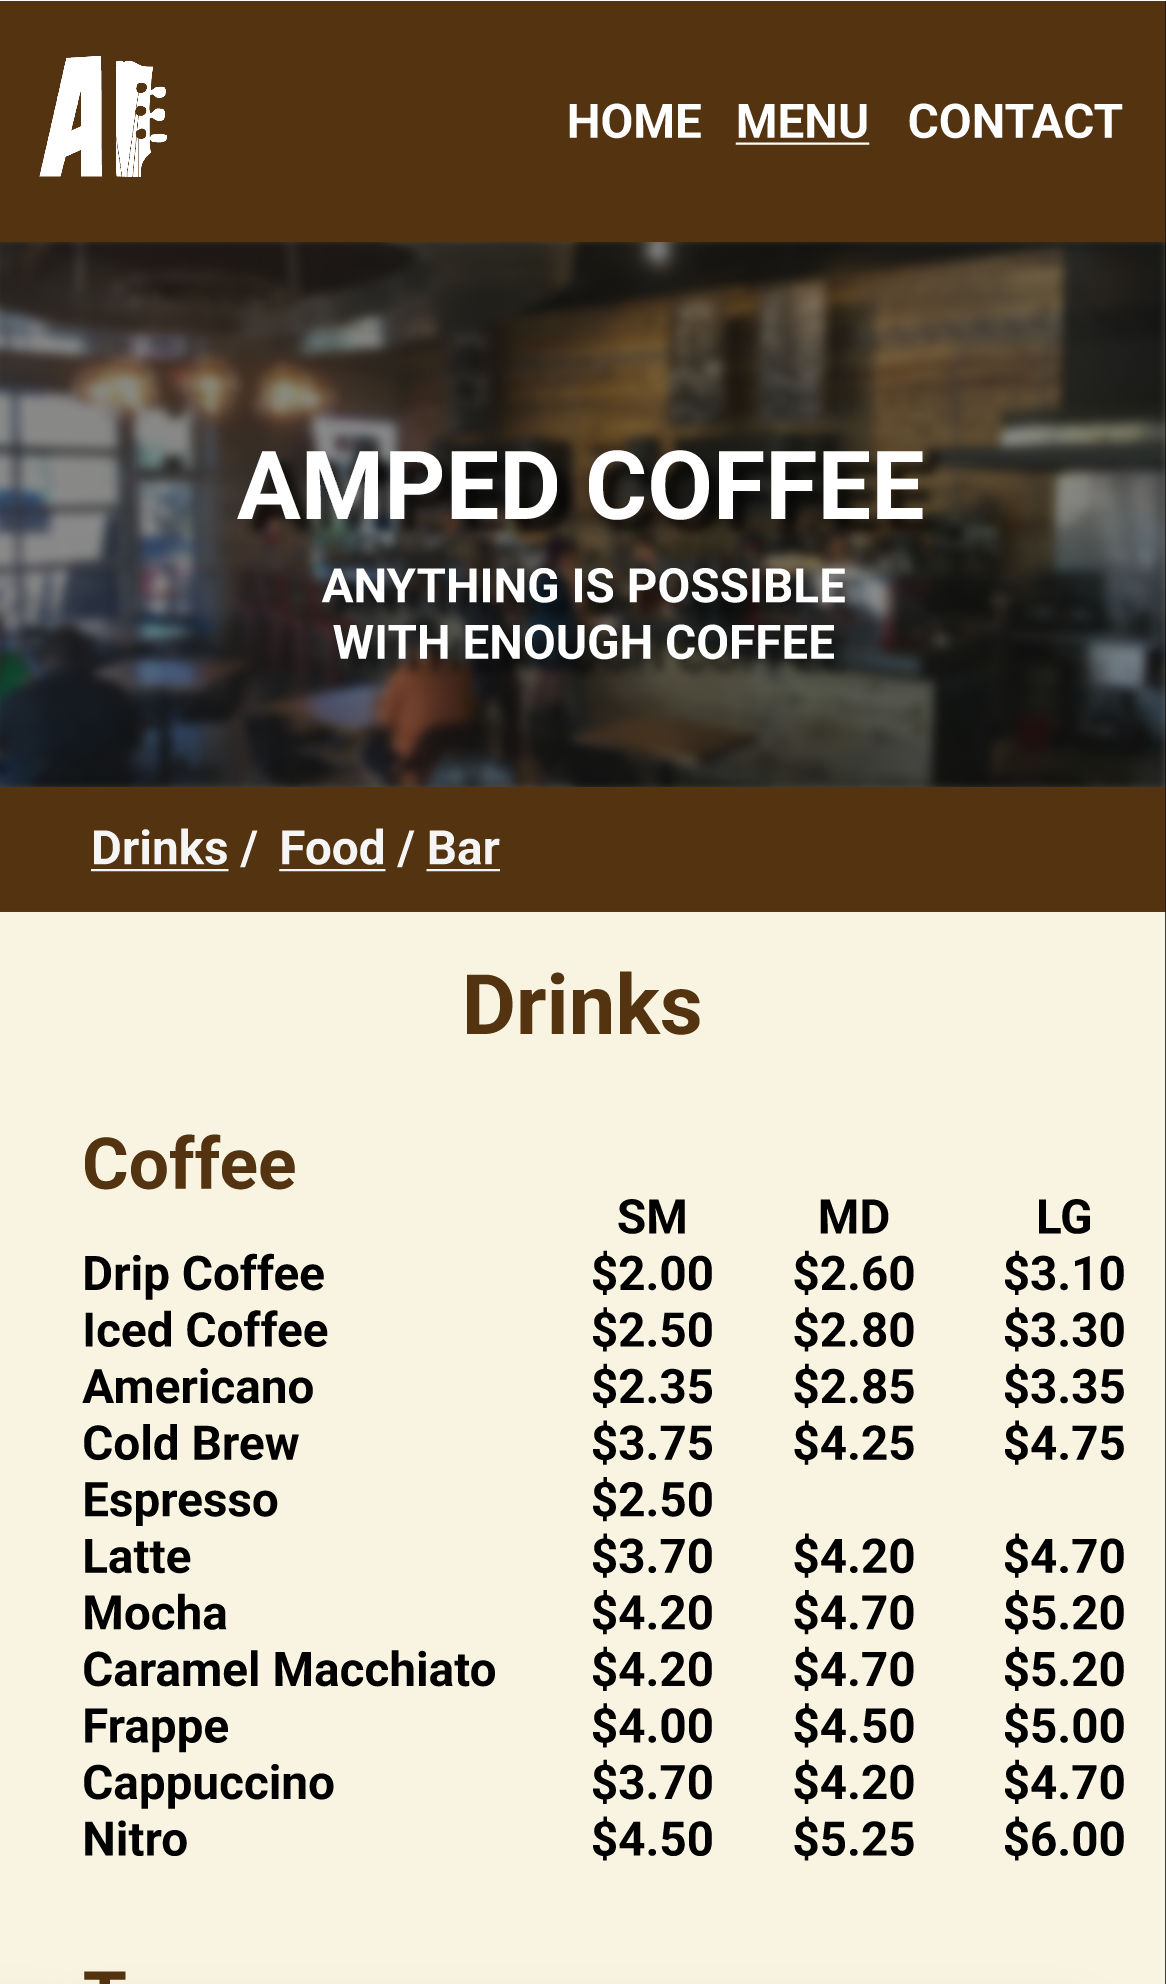 HOME MENU CONTACT
AMPED COFFEE
ANYTHING IS POSSIBLE
WITH ENOUGH COFFEE
Drinks / Food / Bar
Drinks
Coffee
SM MD LG
Drip Coffee $2.00 $2.60 $3.10
Iced Coffee $2.50 $2.80 $3.30
Americano $2.35 $2.85 $3.35
Cold Brew $3.75 $4.25 $4.75
Espresso $2.50
Latte $3.70 $4.20 $4.70
Mocha $4.20 $4.70 $5.20
Caramel Macchiato $4.20 $4.70 $5.20
Frappe $4.00 $4.50 $5.00
Cappuccino $3.70 $4.20 $4.70
Nitro $4.50 $5.25 $6.00